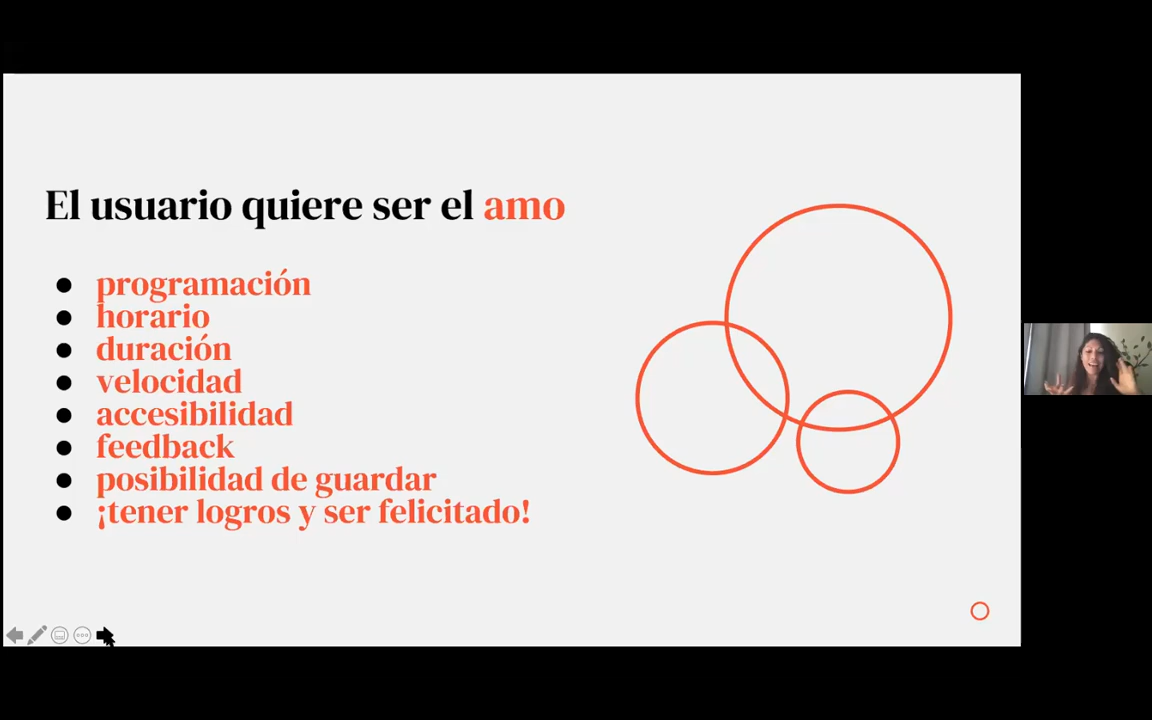 El usuario quiere ser el amo
programación
horario
duración
velocidad
accesibilidad
feedback
posibilidad de guardar
¡tener logros y ser felicitado!